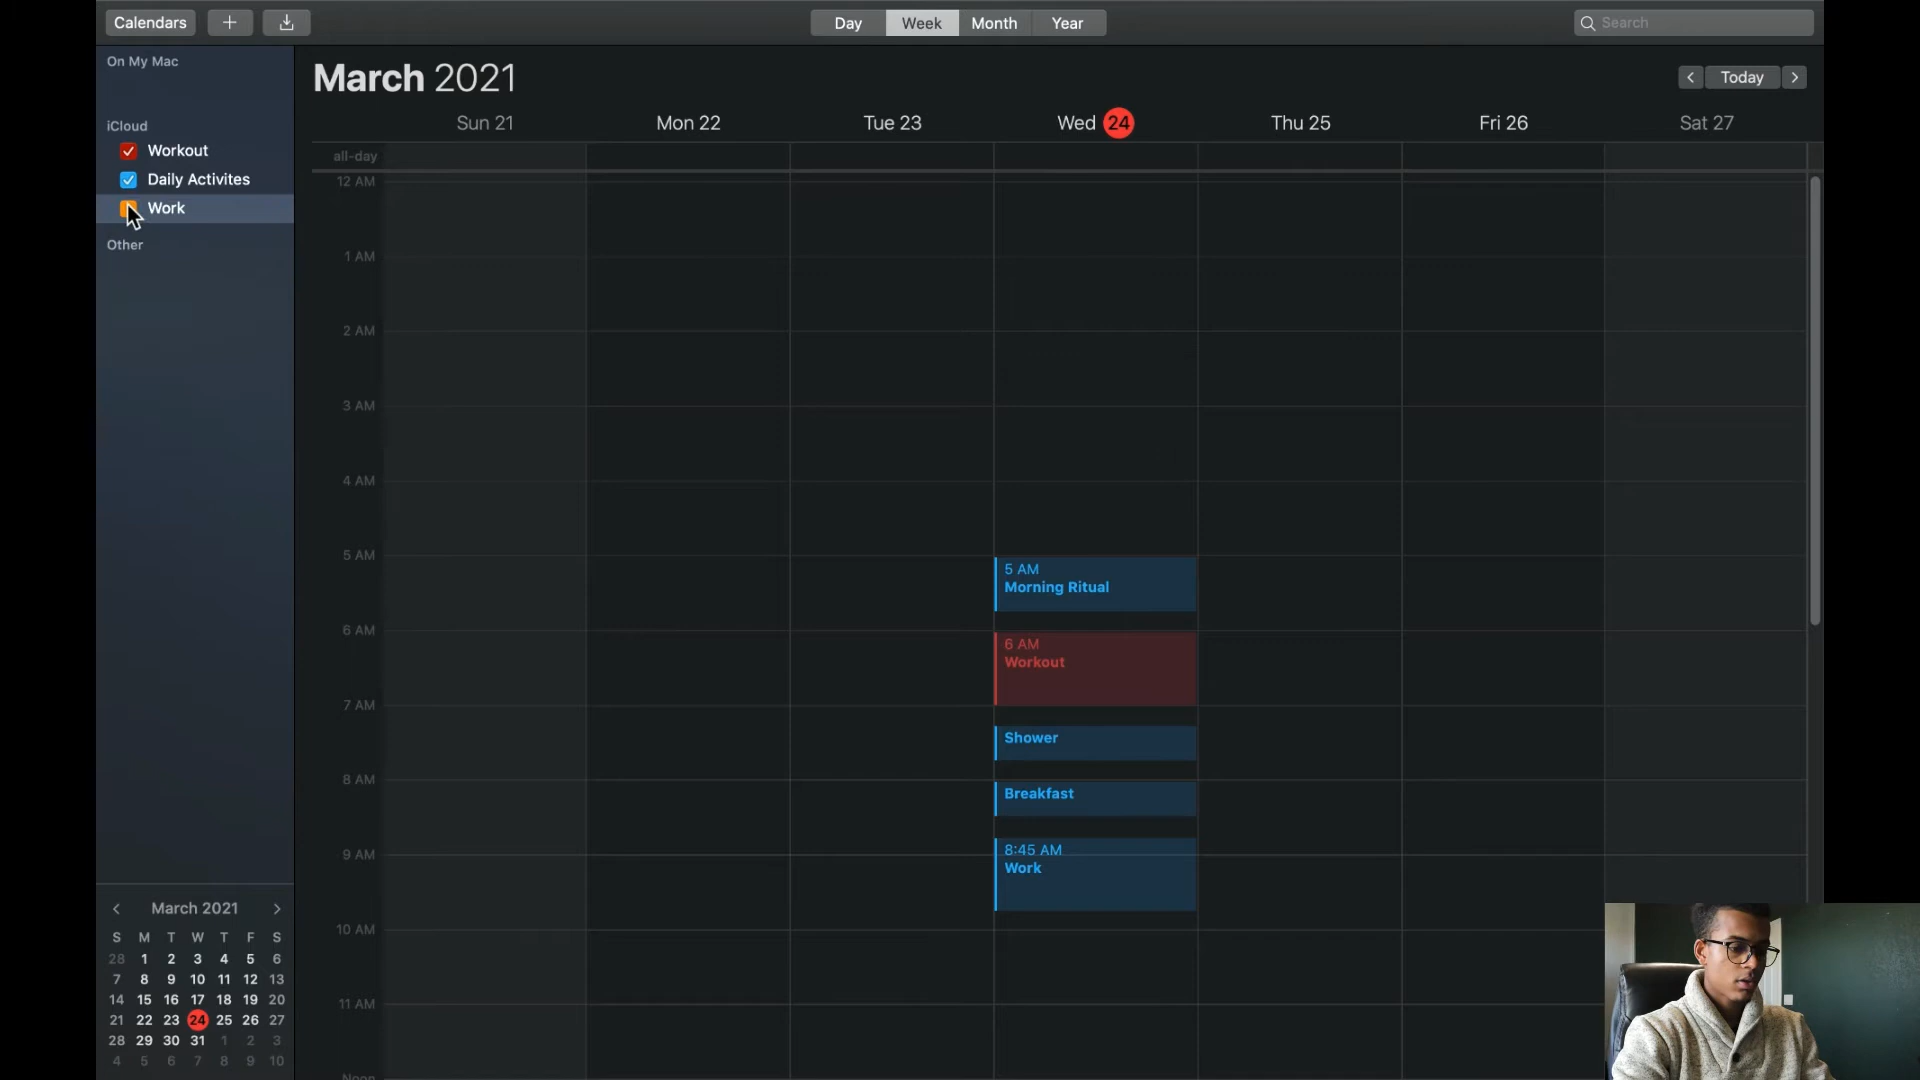 Calendars
Day Week Month Year
Search
On My Mac
iCloud
Workout
Daily Activites
Work
Other
March 2021
Today
Sun 21 Mon 22 Tue 23 Wed 24 Thu 25 Fri 26 Sat 27
all-day
12 AM
1 AM
2 AM
3 AM
4 AM
5 AM
5 AM
Morning Ritual
6 AM
6 AM
Workout
7 AM
Shower
8 AM
Breakfast
8:45 AM
9 AM
Work
10 AM
11 AM
Noon
March 2021
S M T W T F S
28 1 2 3 4 5 6
7 8 9 10 11 12 13
14 15 16 17 18 19 20
21 22 23 24 25 26 27
28 29 30 31 1 2 3
4 5 6 7 8 9 10